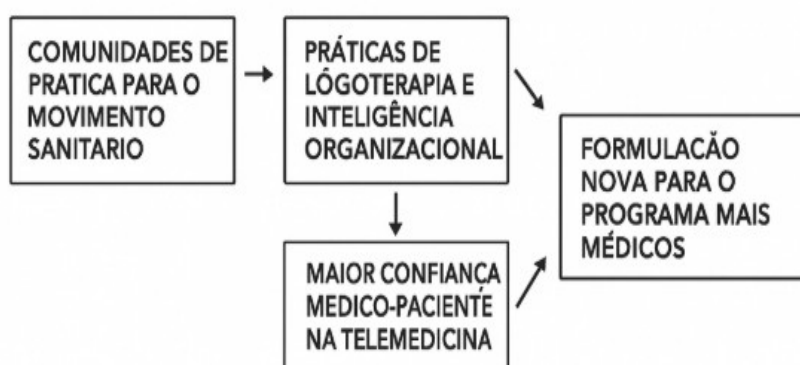 COMUNIDADES DE
PRATICA PARA O
MOVIMENTO
SANITARIO
PRÁTICAS DE
LÓGOTERAPIA E
INTELIGÊNCIA
ORGANIZACIONAL
MAIOR CONFIANÇA
MEDICO-PACIENTE
NA TELEMEDICINA
FORMULACĂO
NOVA PARA O
PROGRAMA MAIS
MÉDICOS